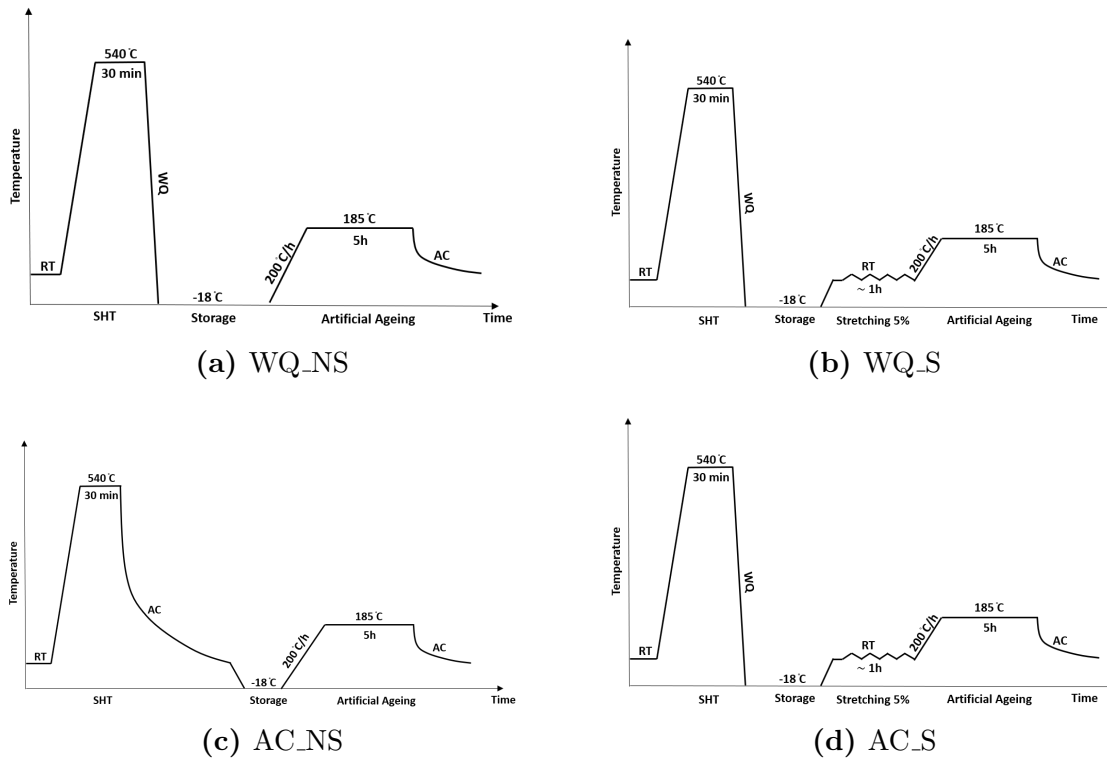 540°C
30 min
Temperature
WQ
RT
200°C/h
185°C
5h
AC
-18°C
SHT
Storage
Artificial Ageing
Time
(a) WQ_NS
540°C
30 min
Temperature
WQ
RT
RT
~ 1h
200°C/h
185°C
5h
AC
-18°C
SHT
Storage
Stretching 5%
Artificial Ageing
Time
(b) WQ_S
540°C
30 min
Temperature
AC
RT
200°C/h
185°C
5h
AC
-18°C
SHT
Storage
Artificial Ageing
Time
(c) AC_NS
540°C
30 min
Temperature
WQ
RT
RT
~ 1h
200°C/h
185°C
5h
AC
-18°C
SHT
Storage
Stretching 5%
Artificial Ageing
Time
(d) AC_S